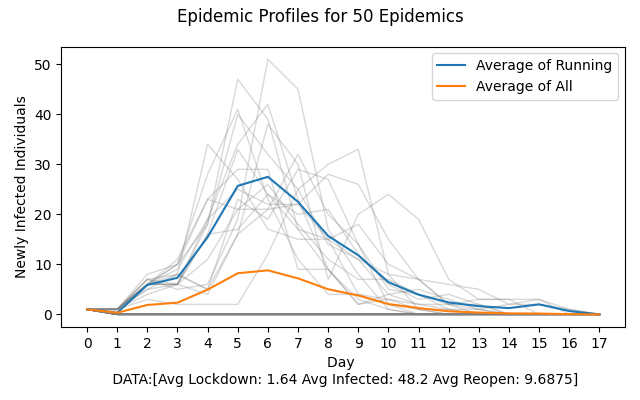 Epidemic Profiles for 50 Epidemics
Average of Running
Average of All
Newly Infected Individuals
50
40
30
20
10
0
0 1 2 3 4 5 6 7 8 9 10 11 12 13 14 15 16 17
Day
DATA:[Avg Lockdown: 1.64 Avg Infected: 48.2 Avg Reopen: 9.6875]